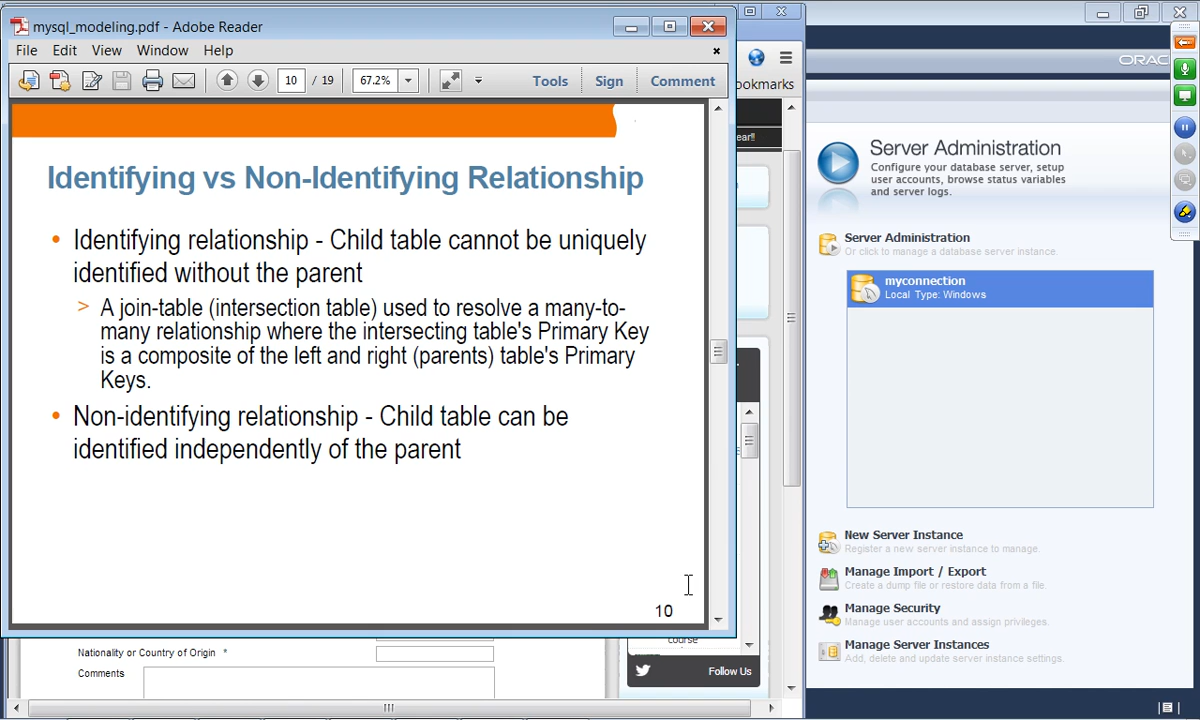 mysql_modeling.pdf - Adobe Reader
File Edit View Window Help
10 / 19 67.2% Tools Sign Comment
Identifying vs Non-Identifying Relationship
• Identifying relationship - Child table cannot be uniquely
identified without the parent
> A join-table (intersection table) used to resolve a many-to-
many relationship where the intersecting table's Primary Key
is a composite of the left and right (parents) table's Primary
Keys.
• Non-identifying relationship - Child table can be
identified independently of the parent
10
ookmarks
ear!!
course
Follow Us
Nationality or Country of Origin *
Comments
ORAC
Server Administration
Configure your database server, setup
user accounts, browse status variables
and server logs.
Server Administration
Or click to manage a database server instance.
myconnection
Local Type: Windows
New Server Instance
Register a new server instance to manage.
Manage Import / Export
Create a dump file or restore data from a file.
Manage Security
Manage user accounts and assign privileges.
Manage Server Instances
Add, delete and update server instance settings.